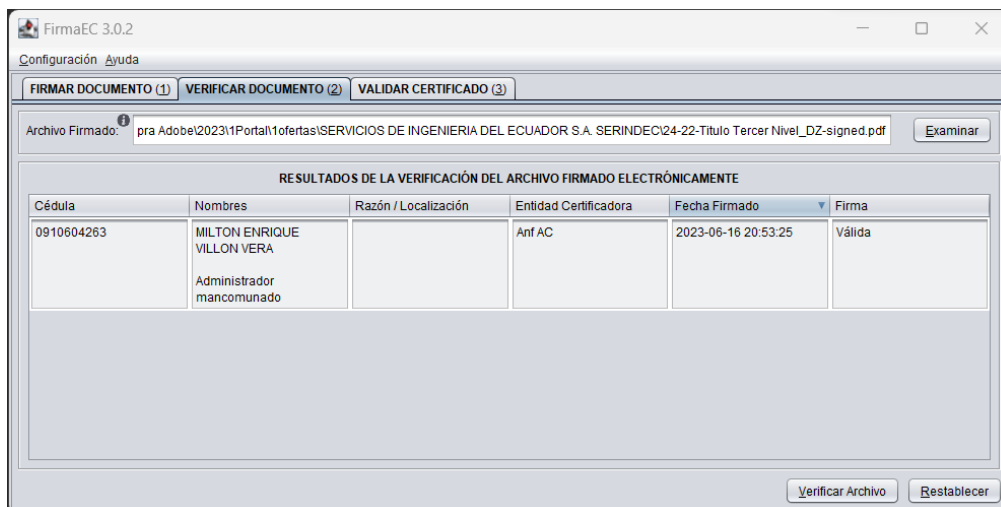 FirmaEC 3.0.2
Configuración Ayuda
FIRMAR DOCUMENTO (1) VERIFICAR DOCUMENTO (2) VALIDAR CERTIFICADO (3)
Archivo Firmado: pra Adobe\2023\1Portal\1ofertas\SERVICIOS DE INGENIERIA DEL ECUADOR S.A. SERINDEC\24-22-Titulo Tercer Nivel_DZ-signed.pdf Examinar
RESULTADOS DE LA VERIFICACIÓN DEL ARCHIVO FIRMADO ELECTRÓNICAMENTE
Cédula Nombres Razón / Localización Entidad Certificadora Fecha Firmado Firma
0910604263 MILTON ENRIQUE Anf AC 2023-06-16 20:53:25 Válida
VILLON VERA
Administrador
mancomunado
Verificar Archivo Restablecer